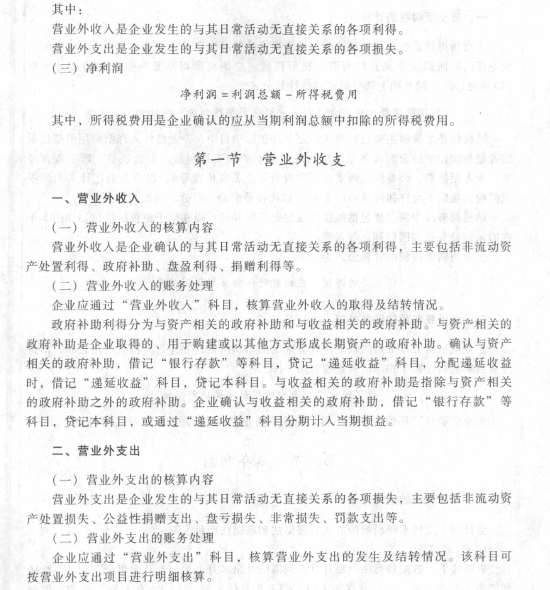 其中：
营业外收入是企业发生的与其日常活动无直接关系的各项利得。
营业外支出是企业发生的与其日常活动无直接关系的各项损失。
（三）净利润
净利润＝利润总额－所得税费用
其中，所得税费用是企业确认的应从当期利润总额中扣除的所得税费用。
第一节 营业外收支
一、营业外收入
（一）营业外收入的核算内容
营业外收入是企业确认的与其日常活动无直接关系的各项利得，主要包括非流动资
产处置利得、政府补助、盘盈利得、捐赠利得等。
（二）营业外收入的账务处理
企业应通过“营业外收入”科目，核算营业外收入的取得及结转情况。
政府补助利得分为与资产相关的政府补助和与收益相关的政府补助。与资产相关的
政府补助是企业取得的、用于购建或以其他方式形成长期资产的政府补助。确认与资产
相关的政府补助，借记“银行存款”等科目，贷记“递延收益”科目，分配递延收益
时，借记“递延收益”科目，贷记本科目。与收益相关的政府补助是指除与资产相关
的政府补助之外的政府补助。企业确认与收益相关的政府补助，借记“银行存款”等
科目，贷记本科目，或通过“递延收益”科目分期计入当期损益。
二、营业外支出
（一）营业外支出的核算内容
营业外支出是企业发生的与其日常活动无直接关系的各项损失，主要包括非流动资
产处置损失、公益性捐赠支出、盘亏损失、非常损失、罚款支出等。
（二）营业外支出的账务处理
企业应通过“营业外支出”科目，核算营业外支出的发生及结转情况。该科目可
按营业外支出项目进行明细核算。